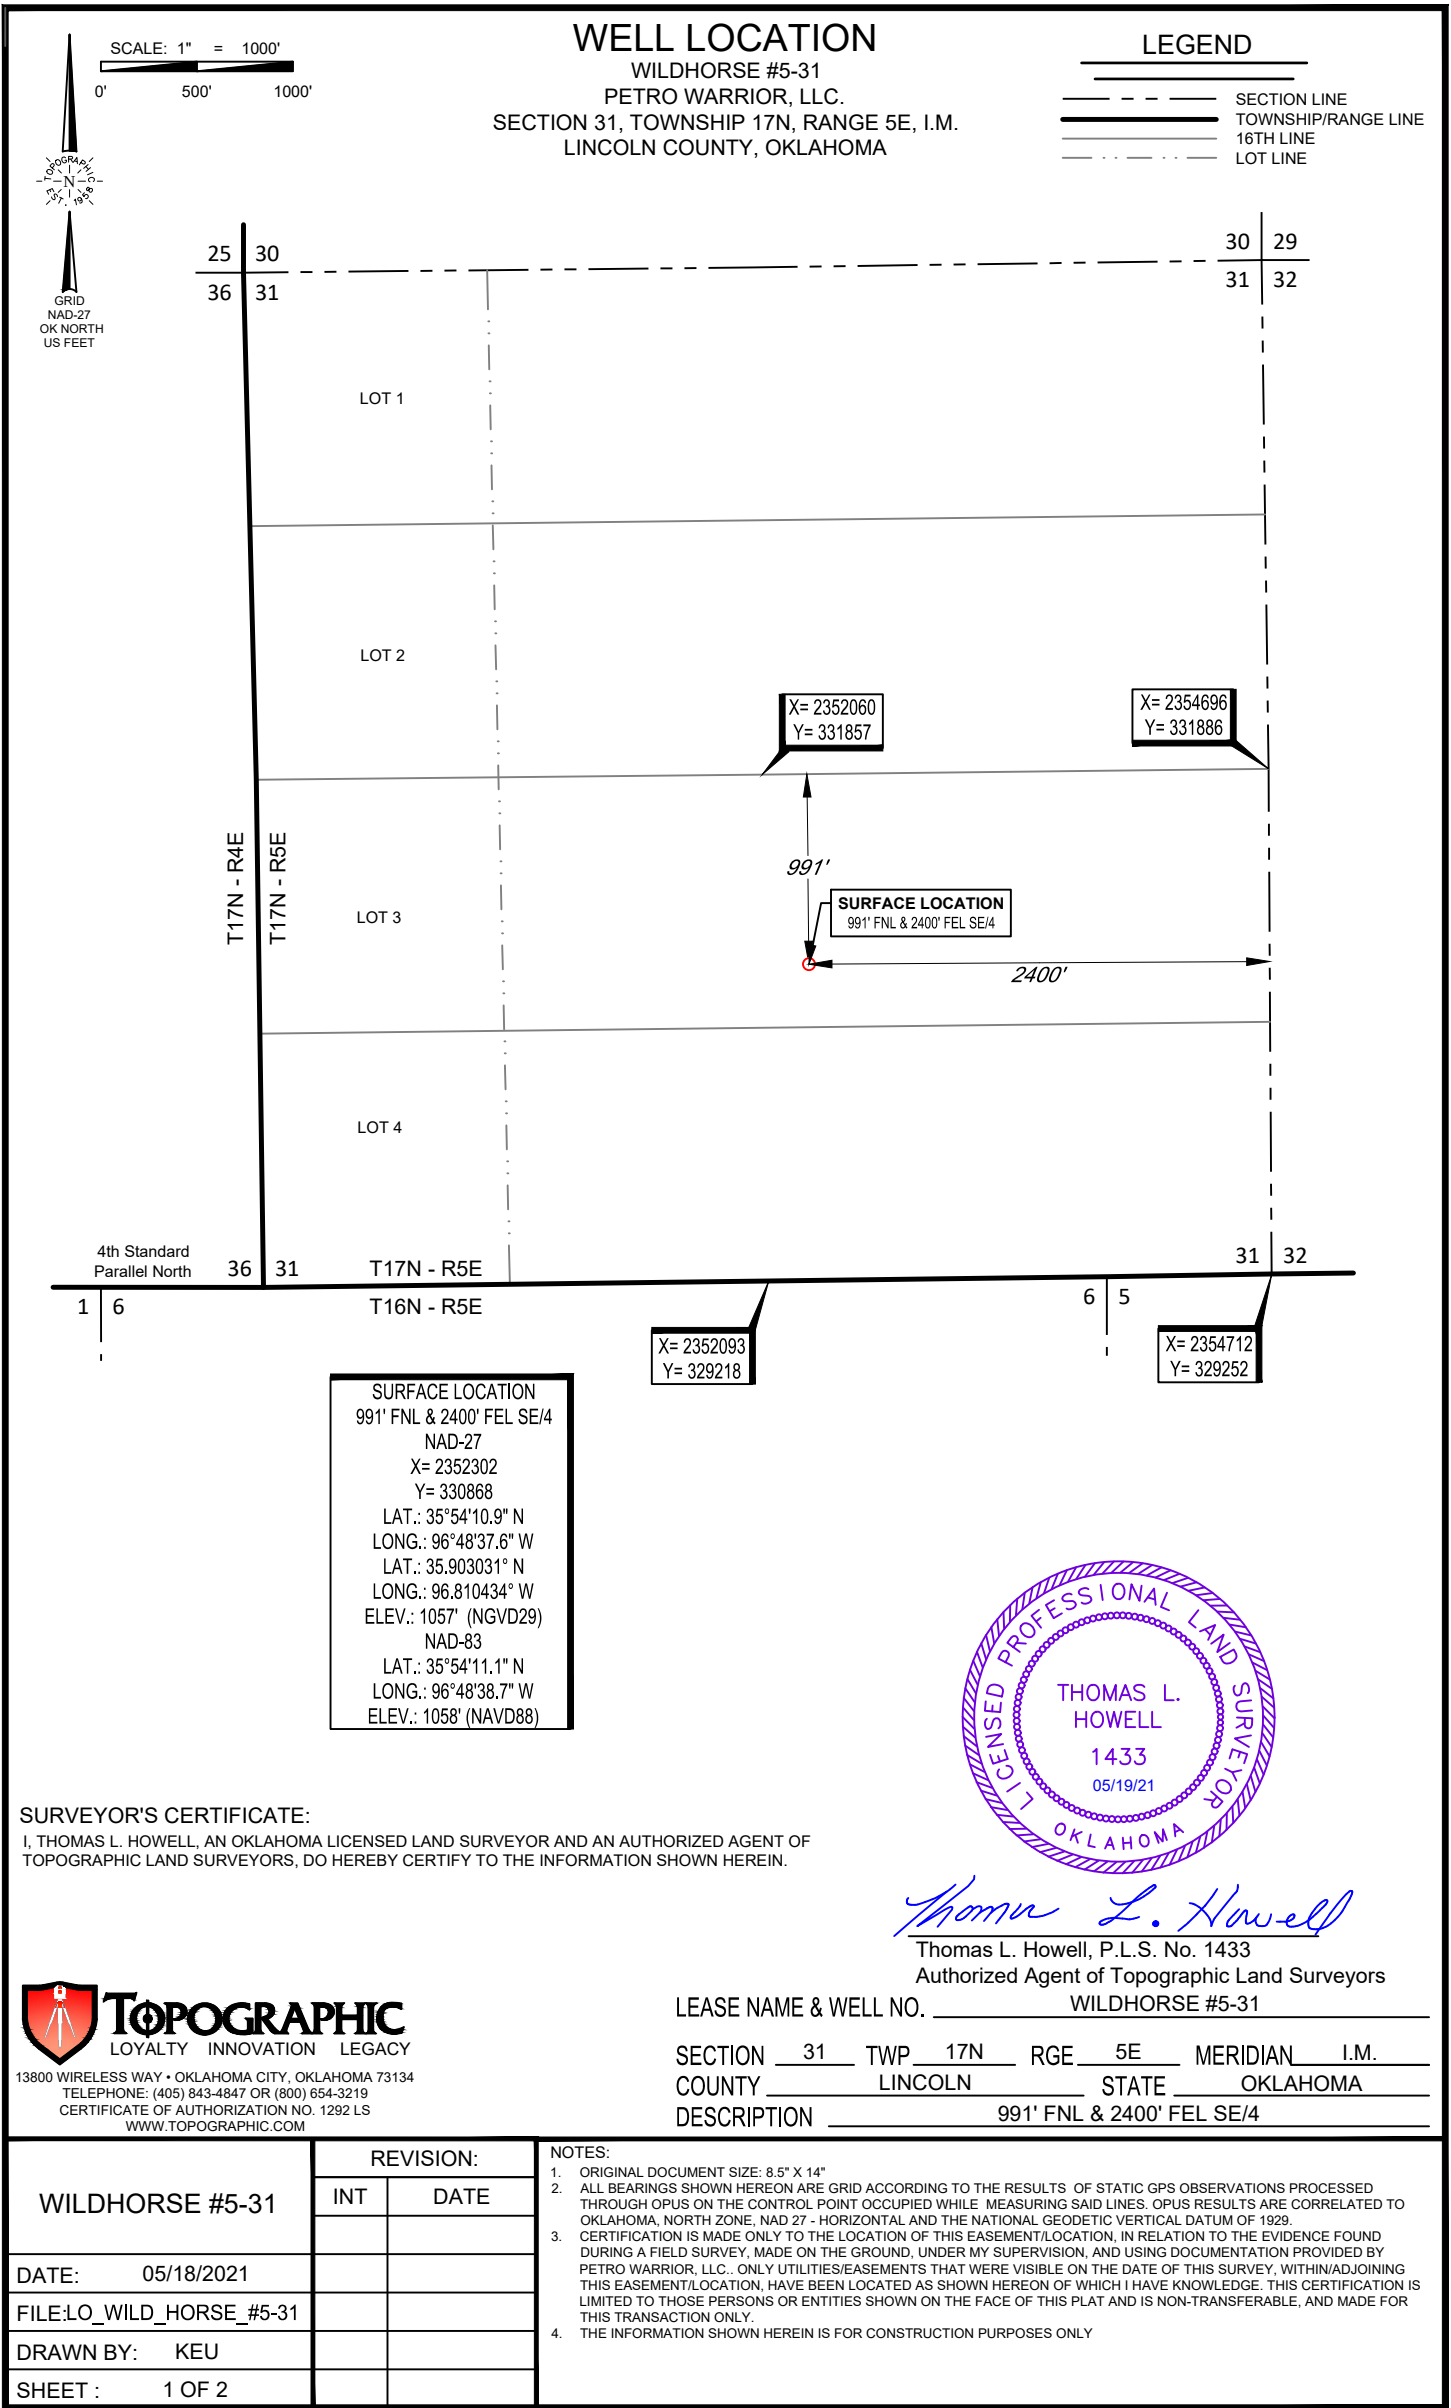 WELL LOCATION
WILDHORSE #5-31
PETRO WARRIOR, LLC.
SECTION 31, TOWNSHIP 17N, RANGE 5E, I.M.
LINCOLN COUNTY, OKLAHOMA
SCALE: 1" = 1000'
0' 500' 1000'
TOPOGRAPHIC
N
EST. 1958
GRID
NAD-27
OK NORTH
US FEET
LEGEND
SECTION LINE
TOWNSHIP/RANGE LINE
16TH LINE
LOT LINE
25 30
36 31
30 29
31 32
LOT 1
LOT 2
X= 2352060
Y= 331857
X= 2354696
Y= 331886
T17N - R4E
T17N - R5E
991'
LOT 3
SURFACE LOCATION
991' FNL & 2400' FEL SE/4
2400'
LOT 4
4th Standard
Parallel North
36 31
T17N - R5E
31 32
1 6
T16N - R5E
6 5
X= 2352093
Y= 329218
X= 2354712
Y= 329252
SURFACE LOCATION
991' FNL & 2400' FEL SE/4
NAD-27
X= 2352302
Y= 330868
LAT.: 35°54'10.9" N
LONG.: 96°48'37.6" W
LAT.: 35.903031° N
LONG.: 96.810434° W
ELEV.: 1057' (NGVD29)
NAD-83
LAT.: 35°54'11.1" N
LONG.: 96°48'38.7" W
ELEV.: 1058' (NAVD88)
LICENSED PROFESSIONAL LAND SURVEYOR
THOMAS L.
HOWELL
1433
05/19/21
OKLAHOMA
SURVEYOR'S CERTIFICATE:
I, THOMAS L. HOWELL, AN OKLAHOMA LICENSED LAND SURVEYOR AND AN AUTHORIZED AGENT OF
TOPOGRAPHIC LAND SURVEYORS, DO HEREBY CERTIFY TO THE INFORMATION SHOWN HEREIN.
Thomas L. Howell
Thomas L. Howell, P.L.S. No. 1433
Authorized Agent of Topographic Land Surveyors
TOPOGRAPHIC
LOYALTY INNOVATION LEGACY
13800 WIRELESS WAY • OKLAHOMA CITY, OKLAHOMA 73134
TELEPHONE: (405) 843-4847 OR (800) 654-3219
CERTIFICATE OF AUTHORIZATION NO. 1292 LS
WWW.TOPOGRAPHIC.COM
LEASE NAME & WELL NO. WILDHORSE #5-31
SECTION 31 TWP 17N RGE 5E MERIDIAN I.M.
COUNTY LINCOLN STATE OKLAHOMA
DESCRIPTION 991' FNL & 2400' FEL SE/4
WILDHORSE #5-31
DATE: 05/18/2021
FILE:LO_WILD_HORSE_#5-31
DRAWN BY: KEU
SHEET : 1 OF 2
REVISION:
INT DATE
NOTES:
1. ORIGINAL DOCUMENT SIZE: 8.5" X 14"
2. ALL BEARINGS SHOWN HEREON ARE GRID ACCORDING TO THE RESULTS OF STATIC GPS OBSERVATIONS PROCESSED
THROUGH OPUS ON THE CONTROL POINT OCCUPIED WHILE MEASURING SAID LINES. OPUS RESULTS ARE CORRELATED TO
OKLAHOMA, NORTH ZONE, NAD 27 - HORIZONTAL AND THE NATIONAL GEODETIC VERTICAL DATUM OF 1929.
3. CERTIFICATION IS MADE ONLY TO THE LOCATION OF THIS EASEMENT/LOCATION, IN RELATION TO THE EVIDENCE FOUND
DURING A FIELD SURVEY, MADE ON THE GROUND, UNDER MY SUPERVISION, AND USING DOCUMENTATION PROVIDED BY
PETRO WARRIOR, LLC.. ONLY UTILITIES/EASEMENTS THAT WERE VISIBLE ON THE DATE OF THIS SURVEY, WITHIN/ADJOINING
THIS EASEMENT/LOCATION, HAVE BEEN LOCATED AS SHOWN HEREON OF WHICH I HAVE KNOWLEDGE. THIS CERTIFICATION IS
LIMITED TO THOSE PERSONS OR ENTITIES SHOWN ON THE FACE OF THIS PLAT AND IS NON-TRANSFERABLE, AND MADE FOR
THIS TRANSACTION ONLY.
4. THE INFORMATION SHOWN HEREIN IS FOR CONSTRUCTION PURPOSES ONLY